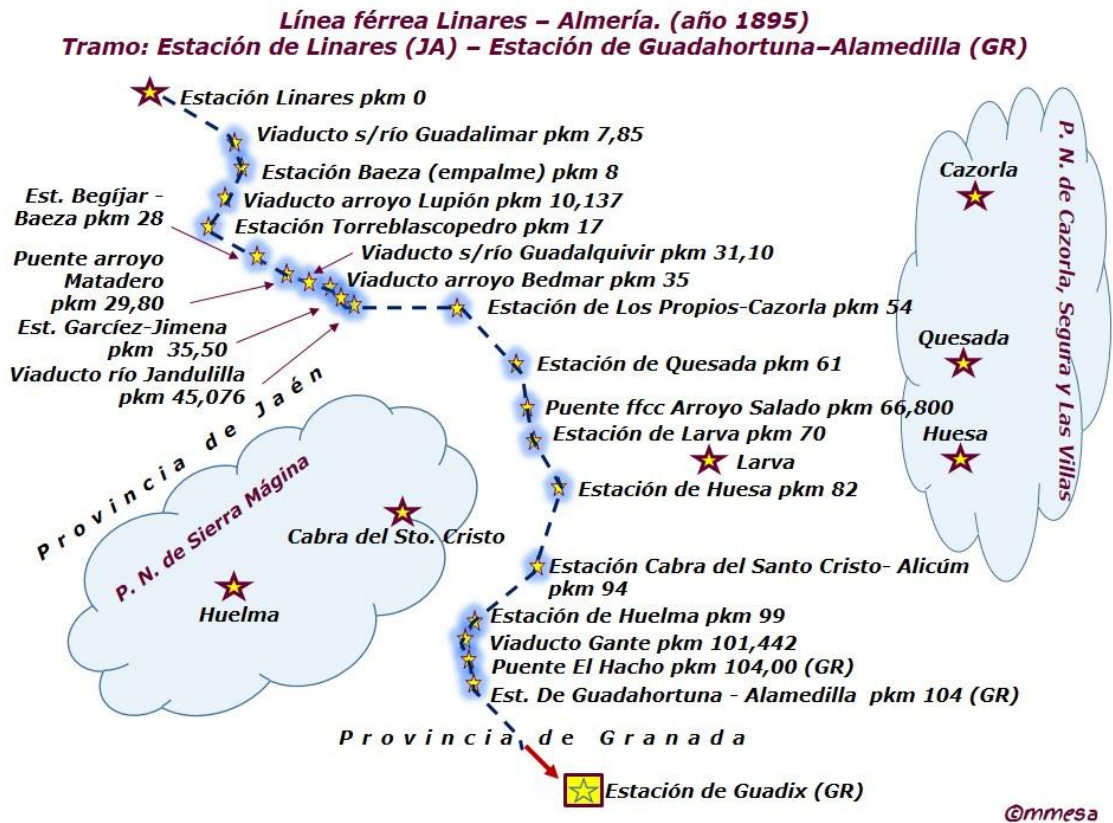 Línea férrea Linares – Almería. (año 1895)
Tramo: Estación de Linares (JA) – Estación de Guadahortuna–Alamedilla (GR)
Estación Linares pkm 0
Viaducto s/río Guadalimar pkm 7,85
Estación Baeza (empalme) pkm 8
Est. Begíjar -
Baeza pkm 28
Viaducto arroyo Lupión pkm 10,137
Estación Torreblascopedro pkm 17
Puente arroyo
Matadero
pkm 29,80
Viaducto s/río Guadalquivir pkm 31,10
Viaducto arroyo Bedmar pkm 35
Est. Garcíez-Jimena
pkm 35,50
Viaducto río Jandulilla
pkm 45,076
Estación de Los Propios-Cazorla pkm 54
Estación de Quesada pkm 61
Puente ffcc Arroyo Salado pkm 66,800
Estación de Larva pkm 70
Larva
Estación de Huesa pkm 82
Estación Cabra del Santo Cristo- Alicúm
pkm 94
Estación de Huelma pkm 99
Viaducto Gante pkm 101,442
Puente El Hacho pkm 104,00 (GR)
Est. De Guadahortuna - Alamedilla pkm 104 (GR)
Provincia de Jaén
P. N. de Sierra Mágina
Cabra del Sto. Cristo
Huelma
Cazorla
Quesada
Huesa
P. N. de Cazorla, Segura y Las Villas
Provincia de Granada
Estación de Guadix (GR)
©mmesa